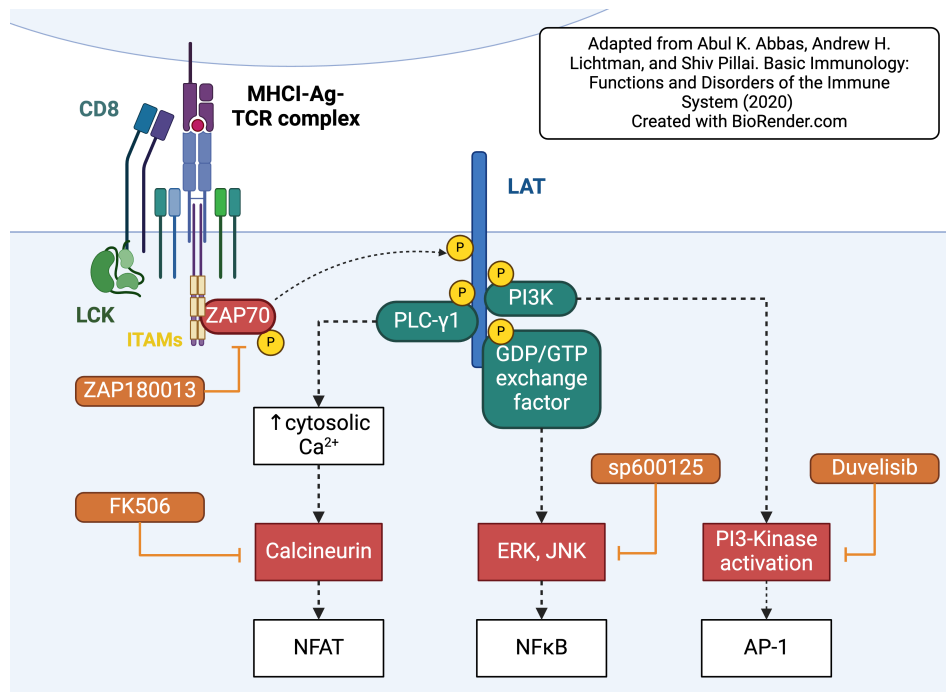 Adapted from Abul K. Abbas, Andrew H.
Lichtman, and Shiv Pillai. Basic Immunology:
Functions and Disorders of the Immune
System (2020)
Created with BioRender.com
MHCI-Ag-
TCR complex
CD8
LAT
P
P
P
PI3K
LCK
ZAP70
PLC-γ1
P
P
ITAMs
GDP/GTP
exchange
factor
ZAP180013
↑cytosolic
Ca²⁺
sp600125
Duvelisib
FK506
Calcineurin
ERK, JNK
PI3-Kinase
activation
NFAT
NFκB
AP-1